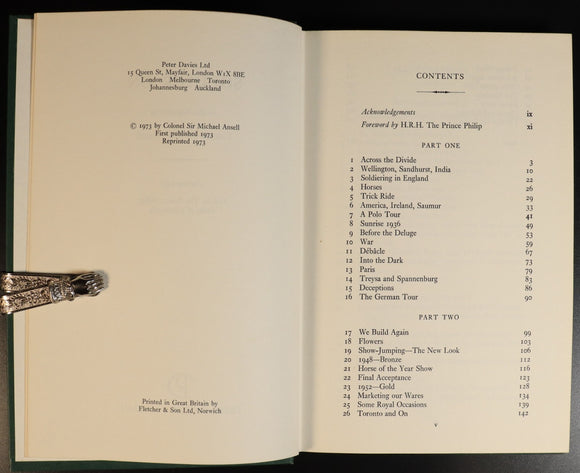 Peter Davies Ltd
15 Queen St, Mayfair, London W1X 8BE
London Melbourne Toronto
Johannesburg Auckland
© 1973 by Colonel Sir Michael Ansell
First published 1973
Reprinted 1973
Printed in Great Britain by
Fletcher & Son Ltd, Norwich
CONTENTS
Acknowledgements ix
Foreword by H.R.H. The Prince Philip xi
PART ONE
1 Across the Divide 3
2 Wellington, Sandhurst, India 10
3 Soldiering in England 22
4 Horses 26
5 Trick Ride 29
6 America, Ireland, Saumur 33
7 A Polo Tour 41
8 Sunrise 1936 49
9 Before the Deluge 53
10 War 59
11 Débâcle 67
12 Into the Dark 73
13 Paris 79
14 Treysa and Spannenburg 83
15 Deceptions 86
16 The German Tour 90
PART TWO
17 We Build Again 99
18 Flowers 103
19 Show-Jumping—The New Look 106
20 1948—Bronze 112
21 Horse of the Year Show 116
22 Final Acceptance 123
23 1952—Gold 128
24 Marketing our Wares 134
25 Some Royal Occasions 139
26 Toronto and On 142
v